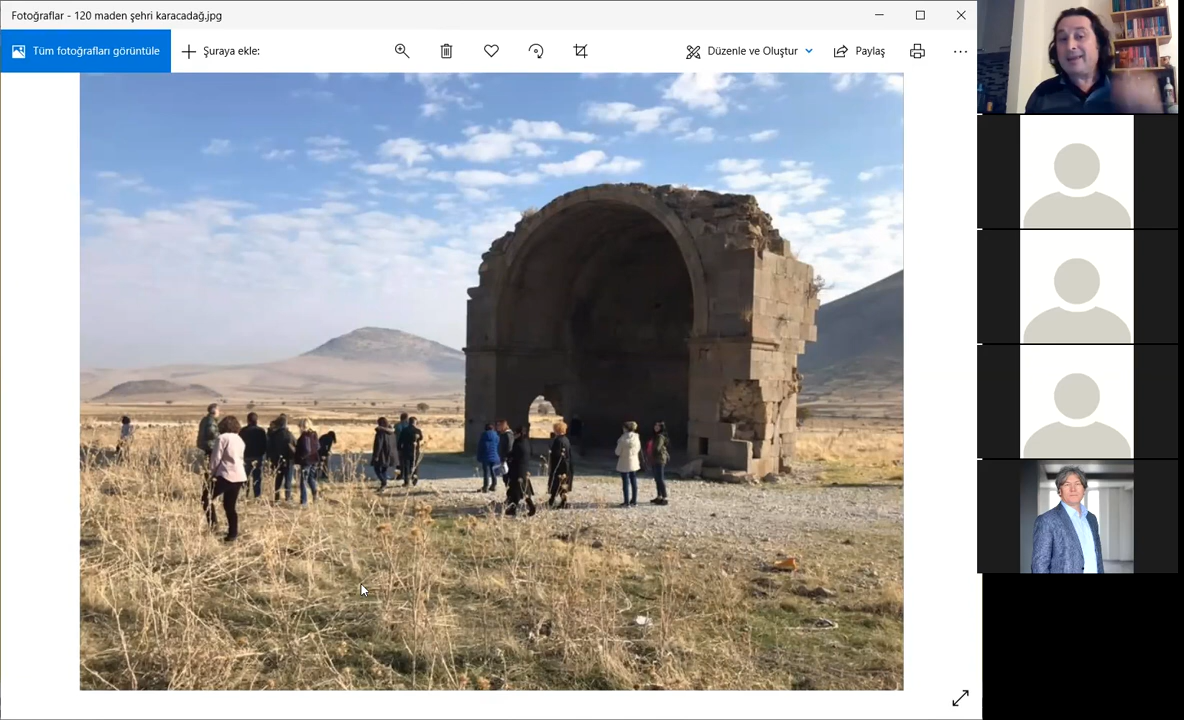 Fotoğraflar - 120 maden şehri karacadağ.jpg
Tüm fotoğrafları görüntüle
Şuraya ekle:
Düzenle ve Oluştur
Paylaş